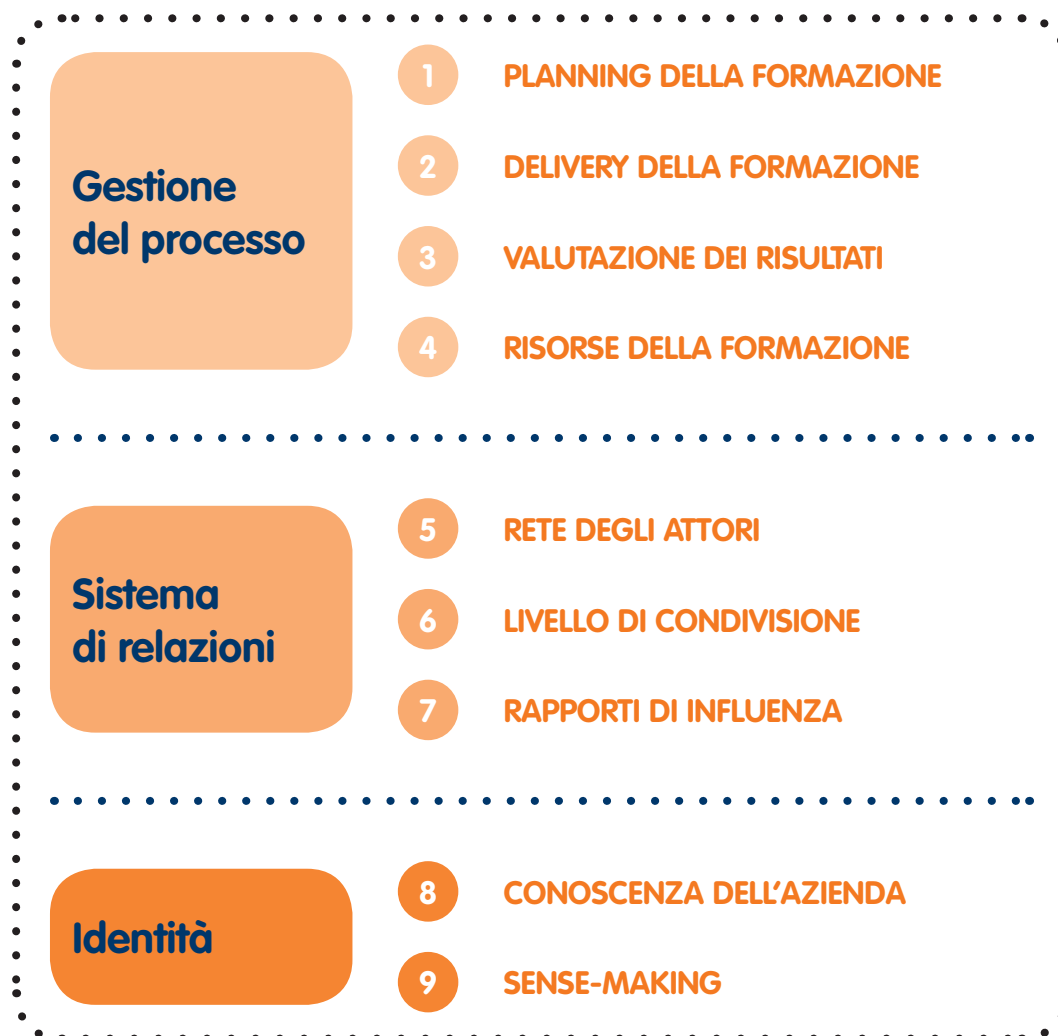 Gestione
del processo
1 PLANNING DELLA FORMAZIONE
2 DELIVERY DELLA FORMAZIONE
3 VALUTAZIONE DEI RISULTATI
4 RISORSE DELLA FORMAZIONE
Sistema
di relazioni
5 RETE DEGLI ATTORI
6 LIVELLO DI CONDIVISIONE
7 RAPPORTI DI INFLUENZA
Identità
8 CONOSCENZA DELL'AZIENDA
9 SENSE-MAKING